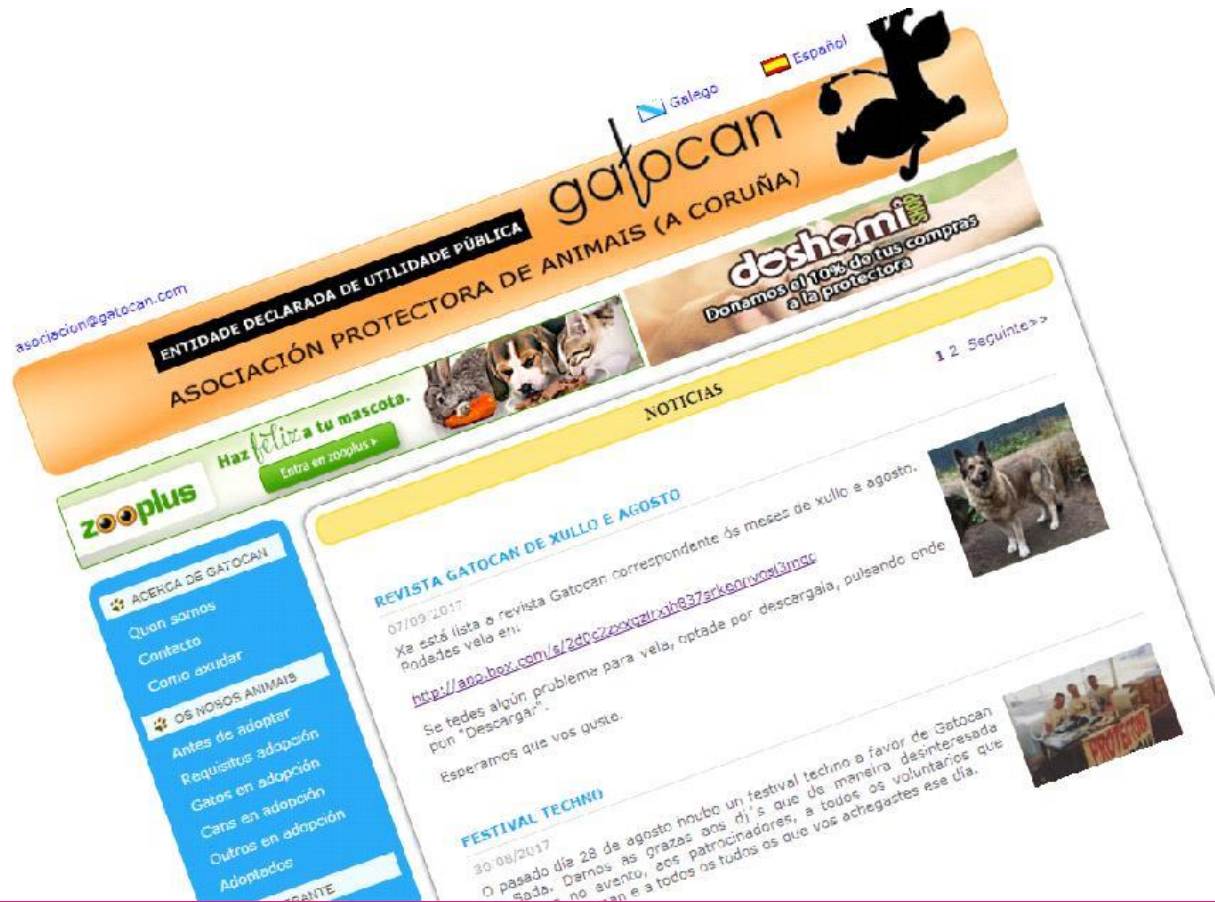 Español
Galego
gatocan
asociacion@gatocan.com
ENTIDADE DECLARADA DE UTILIDADE PÚBLICA
ASOCIACIÓN PROTECTORA DE ANIMAIS (A CORUÑA)
zooplus
Haz feliz a tu mascota.
Entra en zooplus ▸
doshomi
SHOP
Donamos el 10% de tus compras
a la protectora
ACERCA DE GATOCAN
Quen somos
Contacto
Como axudar
OS NOSOS ANIMAIS
Antes de adoptar
Requisitos adopción
Gatos en adopción
Cans en adopción
Outros en adopción
Adoptados
NOTICIAS
1 2 Seguinte>>
REVISTA GATOCAN DE XULLO E AGOSTO
07/09/2017
Xa está lista a revista Gatocan correspondente ós meses de xullo e agosto.
Podedes vela en:
Se tedes algún problema para vela, optade por descargala, pulsando onde
pon "Descargar".
Esperamos que vos guste.
FESTIVAL TECHNO
30/08/2017
O pasado día 28 de agosto houbo un festival techno a favor de Gatocan
Sada. Damos as grazas aos dj´s que de maneira desinteresada
no evento, aos patrocinadores, a todos os voluntarios que
e a todos os tudos os que vos achegastes ese día.
PROTETON